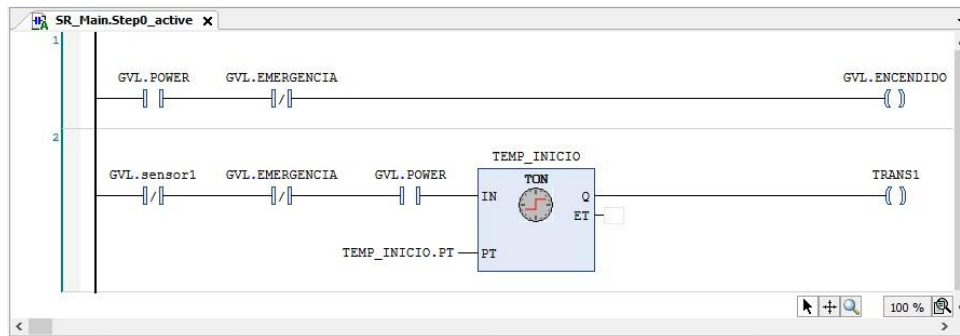 SR_Main.Step0_active X
1
GVL.POWER GVL.EMERGENCIA GVL.ENCENDIDO
2
TEMP_INICIO
GVL.sensor1 GVL.EMERGENCIA GVL.POWER TON TRANS1
IN Q
ET
TEMP_INICIO.PT PT
100 %